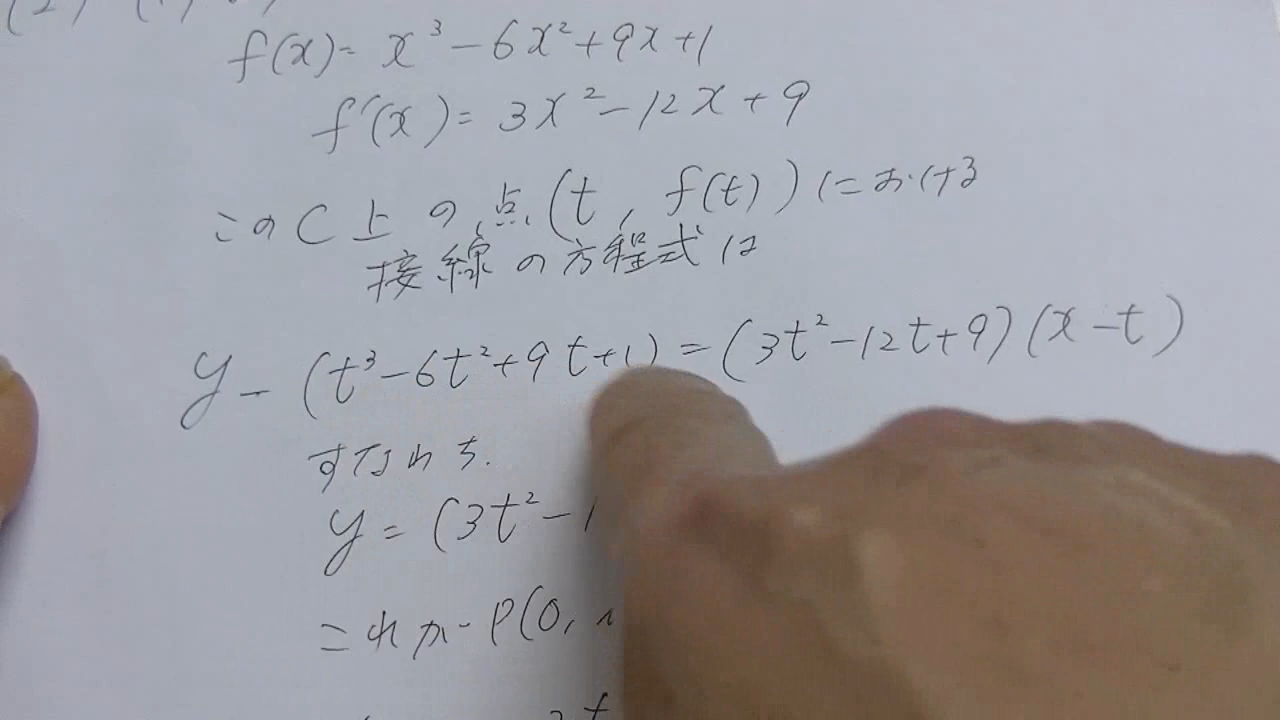 f(x)= x³-6x²+9x+1
f'(x)= 3x²-12x+9
このC上の点(t, f(t))における
接線の方程式は
y-(t³-6t²+9t+1)=(3t²-12t+9)(x-t)
すなわち.
y=(3t²-1
これがP(0,